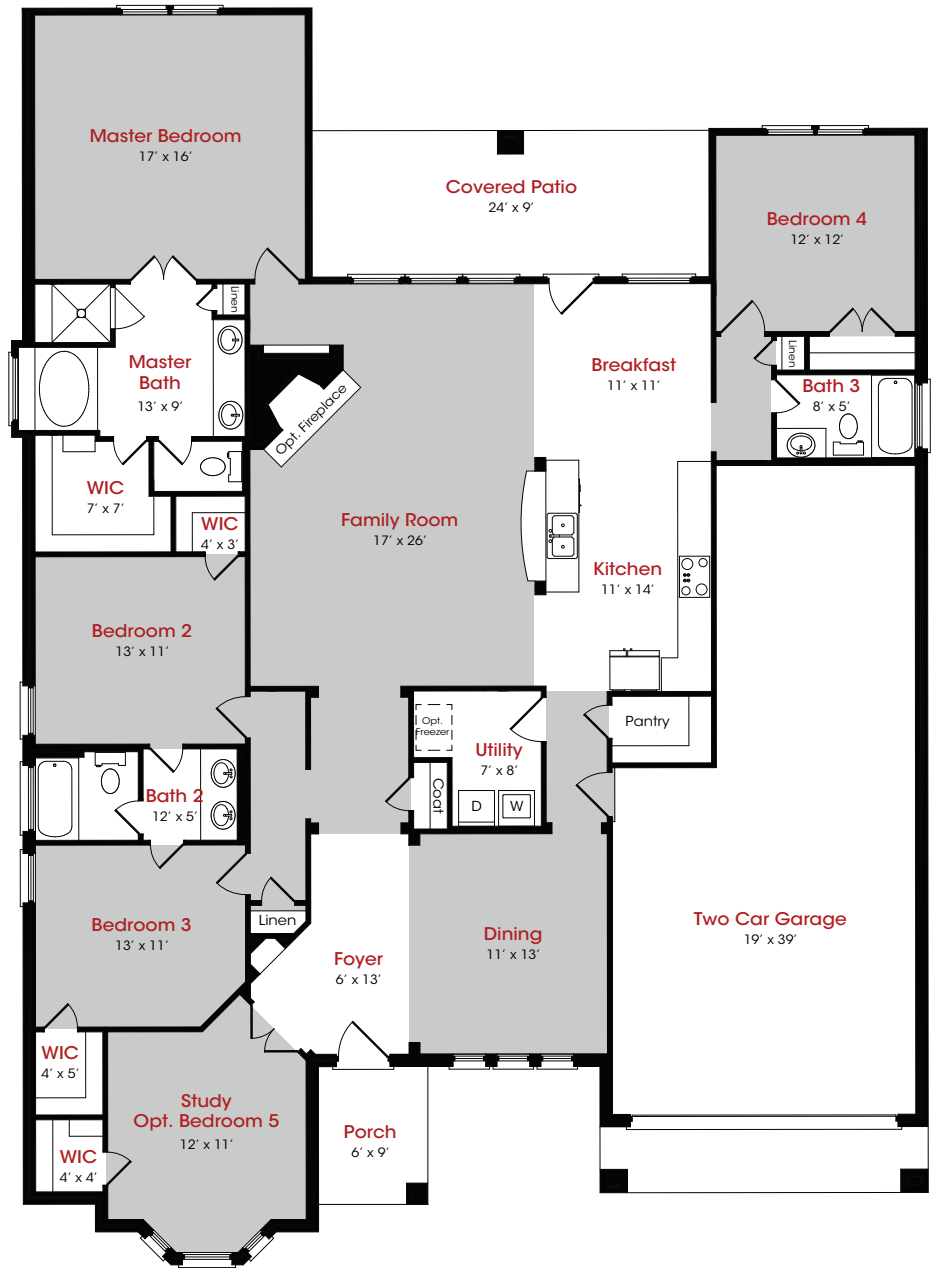 Master Bedroom
17' x 16'
Covered Patio
24' x 9'
Bedroom 4
12' x 12'
Linen
Master
Bath
13' x 9'
Opt. Fireplace
Breakfast
11' x 11'
Linen
Bath 3
8' x 5'
WIC
7' x 7'
WIC
4' x 3'
Family Room
17' x 26'
Kitchen
11' x 14'
Bedroom 2
13' x 11'
Opt.
Freezer
Utility
7' x 8'
Pantry
Coat
D
W
Bath 2
12' x 5'
Bedroom 3
13' x 11'
Linen
Foyer
6' x 13'
Dining
11' x 13'
Two Car Garage
19' x 39'
WIC
4' x 5'
Study
Opt. Bedroom 5
12' x 11'
WIC
4' x 4'
Porch
6' x 9'